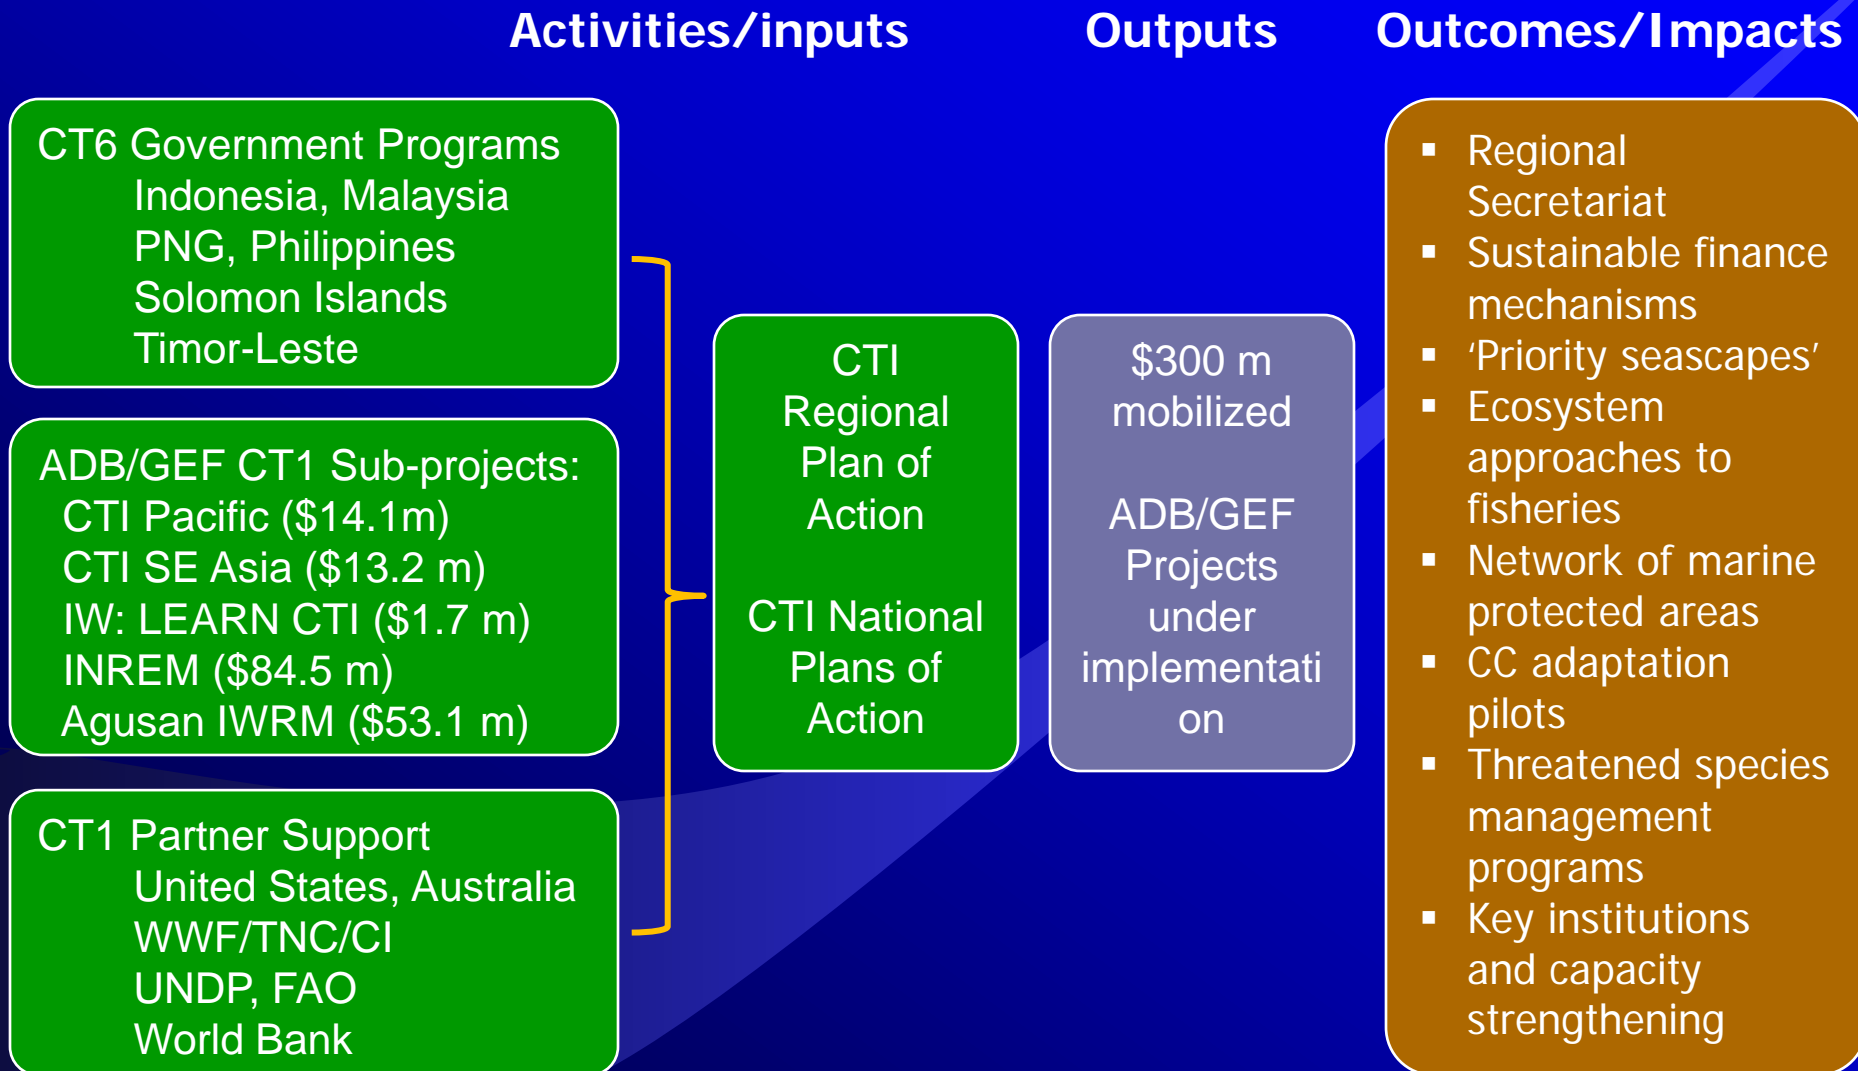 Activities/inputs
Outputs
Outcomes/Impacts
CT6 Government Programs
Indonesia, Malaysia
PNG, Philippines
Solomon Islands
Timor-Leste
ADB/GEF CT1 Sub-projects:
CTI Pacific ($14.1m)
CTI SE Asia ($13.2 m)
IW: LEARN CTI ($1.7 m)
INREM ($84.5 m)
Agusan IWRM ($53.1 m)
CT1 Partner Support
United States, Australia
WWF/TNC/CI
UNDP, FAO
World Bank
CTI
Regional
Plan of
Action
CTI National
Plans of
Action
$300 m
mobilized
ADB/GEF
Projects
under
implementati
on
▪ Regional
Secretariat
▪ Sustainable finance
mechanisms
▪ ‘Priority seascapes’
▪ Ecosystem
approaches to
fisheries
▪ Network of marine
protected areas
▪ CC adaptation
pilots
▪ Threatened species
management
programs
▪ Key institutions
and capacity
strengthening